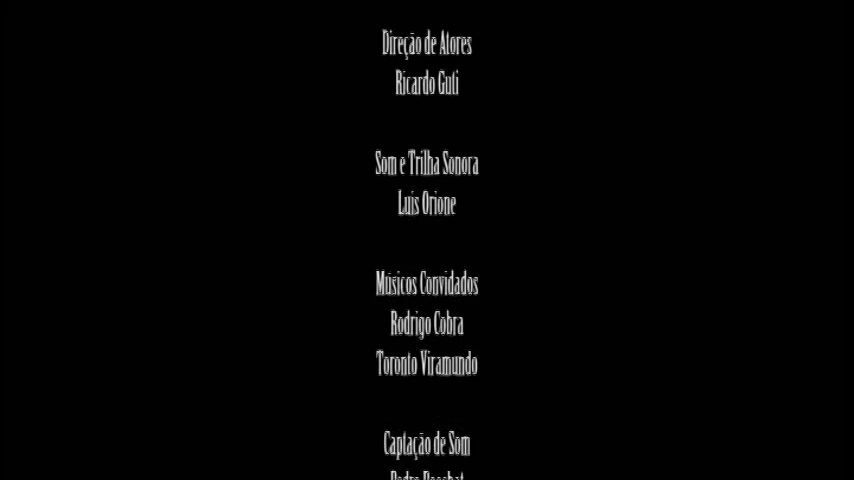 Direção de Atores
Ricardo Guti
Som e Trilha Sonora
Luis Orione
Músicos Convidados
Rodrigo Cobra
Toronto Viramundo
Captação de Som
Pedro